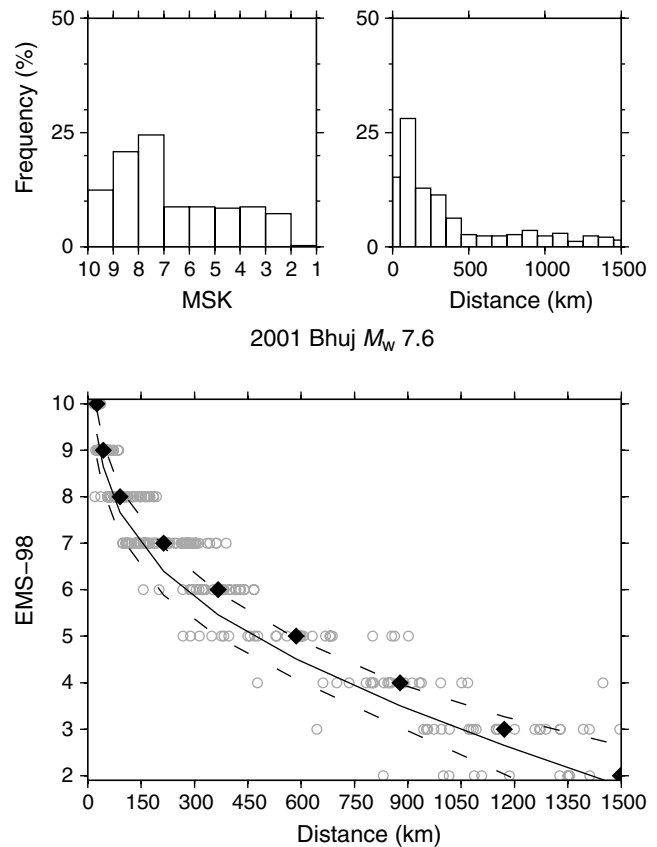 50 50
25 25
0 0
Frequency (%)
10 9 8 7 6 5 4 3 2 1
0 500 1000 1500
MSK
Distance (km)
2001 Bhuj Mw 7.6
10
9
8
7
6
5
4
3
2
EMS−98
0 150 300 450 600 750 900 1050 1200 1350 1500
Distance (km)